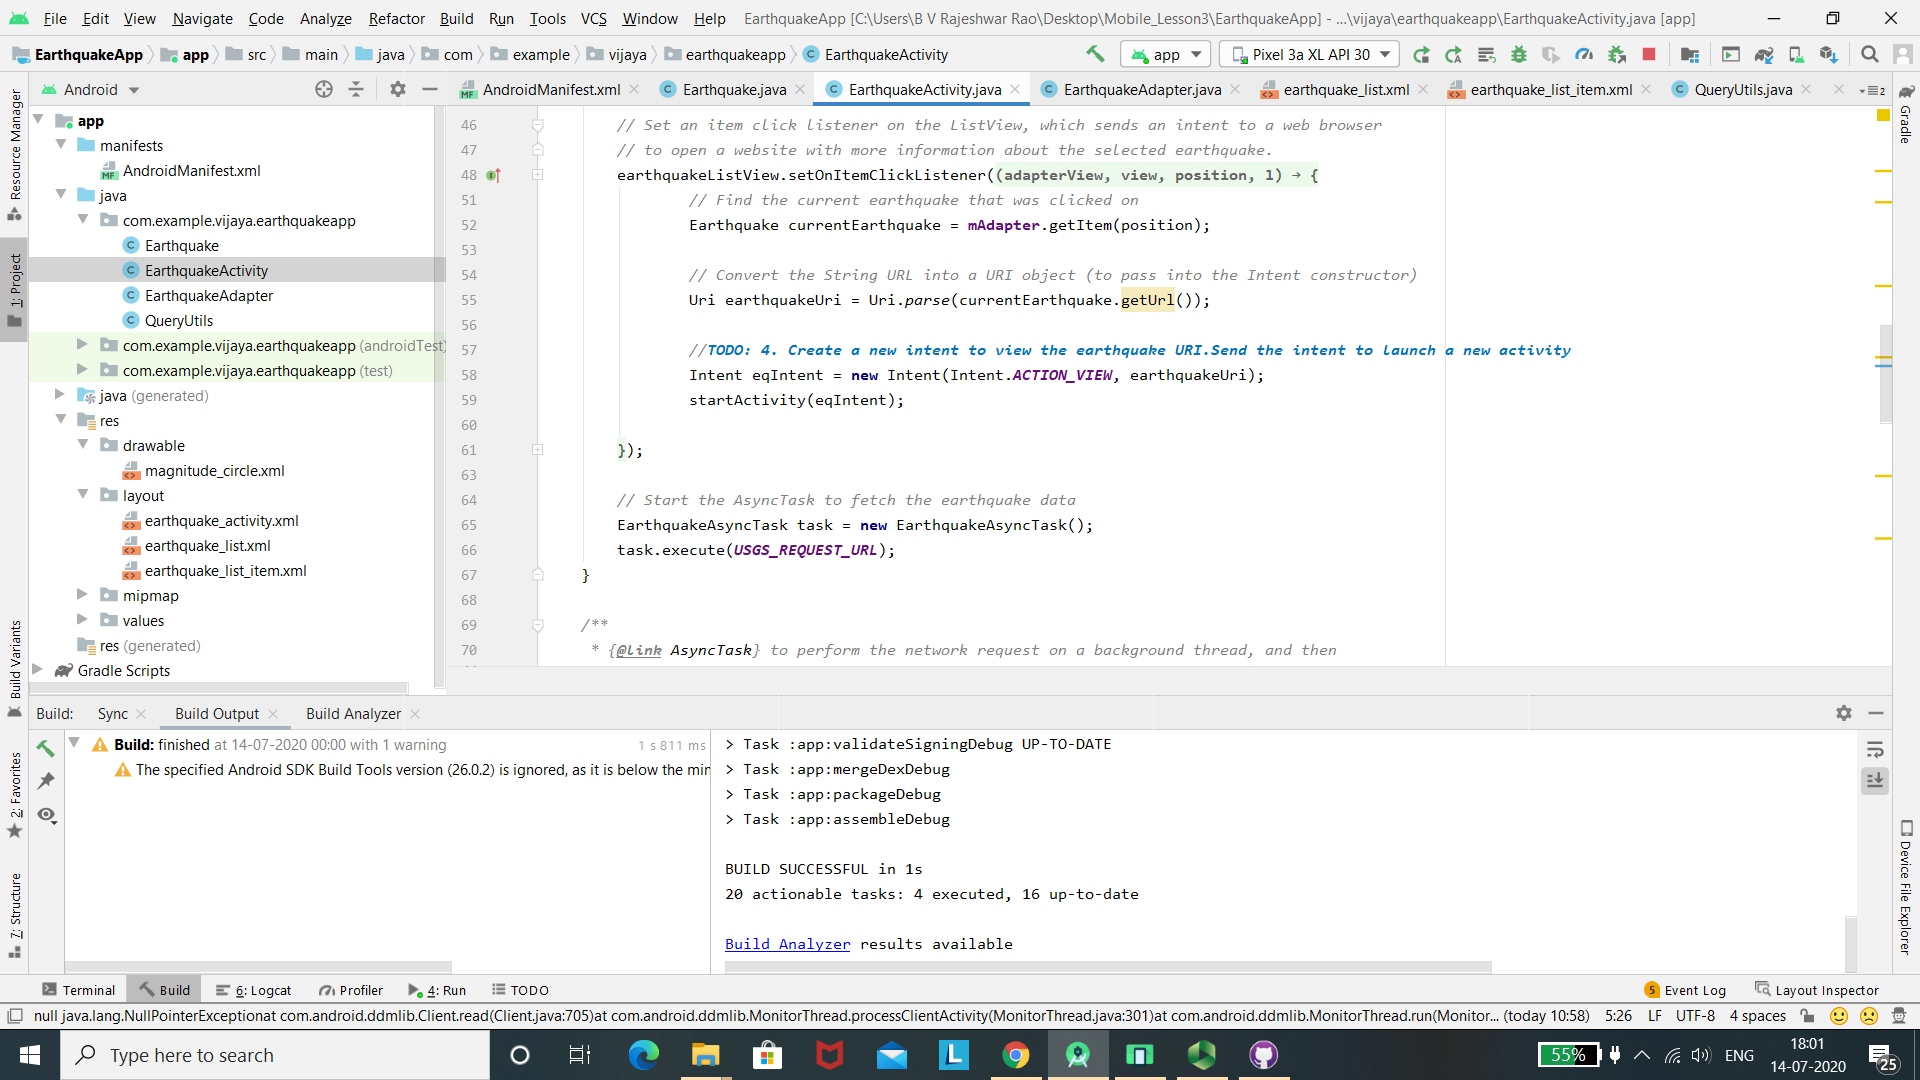 File Edit View Navigate Code Analyze Refactor Build Run Tools VCS Window Help EarthquakeApp [C:\Users\B V Rajeshwar Rao\Desktop\Mobile_Lesson3\EarthquakeApp] - ...\vijaya\earthquakeapp\EarthquakeActivity.java [app]
EarthquakeApp app src main java com example vijaya earthquakeapp EarthquakeActivity app Pixel 3a XL API 30
Android AndroidManifest.xml Earthquake.java EarthquakeActivity.java EarthquakeAdapter.java earthquake_list.xml earthquake_list_item.xml QueryUtils.java 2
Resource Manager
1: Project
Build Variants
2: Favorites
7: Structure
app
manifests
AndroidManifest.xml
java
com.example.vijaya.earthquakeapp
Earthquake
EarthquakeActivity
EarthquakeAdapter
QueryUtils
com.example.vijaya.earthquakeapp (androidTest)
com.example.vijaya.earthquakeapp (test)
java (generated)
res
drawable
magnitude_circle.xml
layout
earthquake_activity.xml
earthquake_list.xml
earthquake_list_item.xml
mipmap
values
res (generated)
Gradle Scripts
46 // Set an item click listener on the ListView, which sends an intent to a web browser
47 // to open a website with more information about the selected earthquake.
48 earthquakeListView.setOnItemClickListener((adapterView, view, position, l) → {
51 // Find the current earthquake that was clicked on
52 Earthquake currentEarthquake = mAdapter.getItem(position);
53
54 // Convert the String URL into a URI object (to pass into the Intent constructor)
55 Uri earthquakeUri = Uri.parse(currentEarthquake.getUrl());
56
57 //TODO: 4. Create a new intent to view the earthquake URI.Send the intent to launch a new activity
58 Intent eqIntent = new Intent(Intent.ACTION_VIEW, earthquakeUri);
59 startActivity(eqIntent);
60
61 });
63
64 // Start the AsyncTask to fetch the earthquake data
65 EarthquakeAsyncTask task = new EarthquakeAsyncTask();
66 task.execute(USGS_REQUEST_URL);
67 }
68
69 /**
70 * {@link AsyncTask} to perform the network request on a background thread, and then
Gradle
Device File Explorer
Build: Sync Build Output Build Analyzer
Build: finished at 14-07-2020 00:00 with 1 warning 1 s 811 ms
The specified Android SDK Build Tools version (26.0.2) is ignored, as it is below the mir
> Task :app:validateSigningDebug UP-TO-DATE
> Task :app:mergeDexDebug
> Task :app:packageDebug
> Task :app:assembleDebug
BUILD SUCCESSFUL in 1s
20 actionable tasks: 4 executed, 16 up-to-date
Build Analyzer results available
Terminal Build 6: Logcat Profiler 4: Run TODO 5 Event Log Layout Inspector
null java.lang.NullPointerExceptionat com.android.ddmlib.Client.read(Client.java:705)at com.android.ddmlib.MonitorThread.processClientActivity(MonitorThread.java:301)at com.android.ddmlib.MonitorThread.run(Monitor... (today 10:58) 5:26 LF UTF-8 4 spaces
Type here to search 55% ENG 18:01
14-07-2020 25